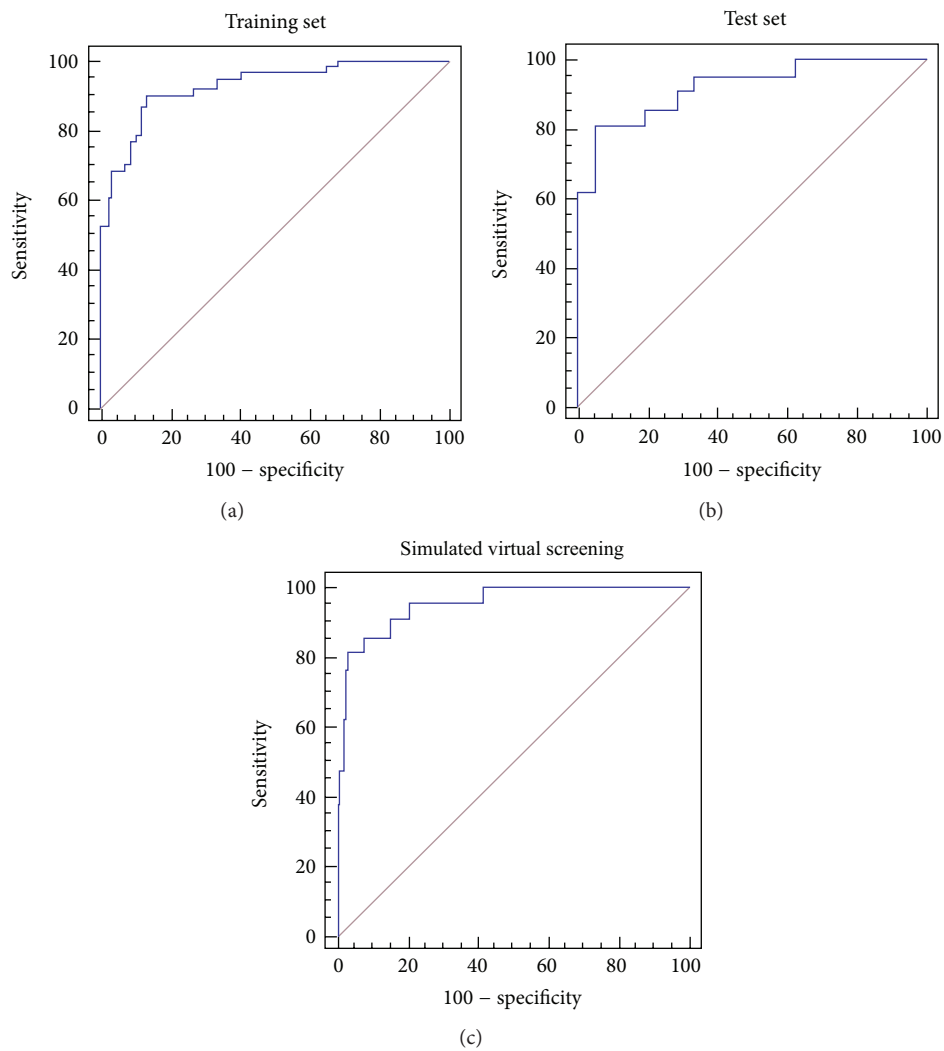 Training set
100
80
60
40
20
0
Sensitivity
0 20 40 60 80 100
100 − specificity
(a)
Test set
100
80
60
40
20
0
Sensitivity
0 20 40 60 80 100
100 − specificity
(b)
Simulated virtual screening
100
80
60
40
20
0
Sensitivity
0 20 40 60 80 100
100 − specificity
(c)